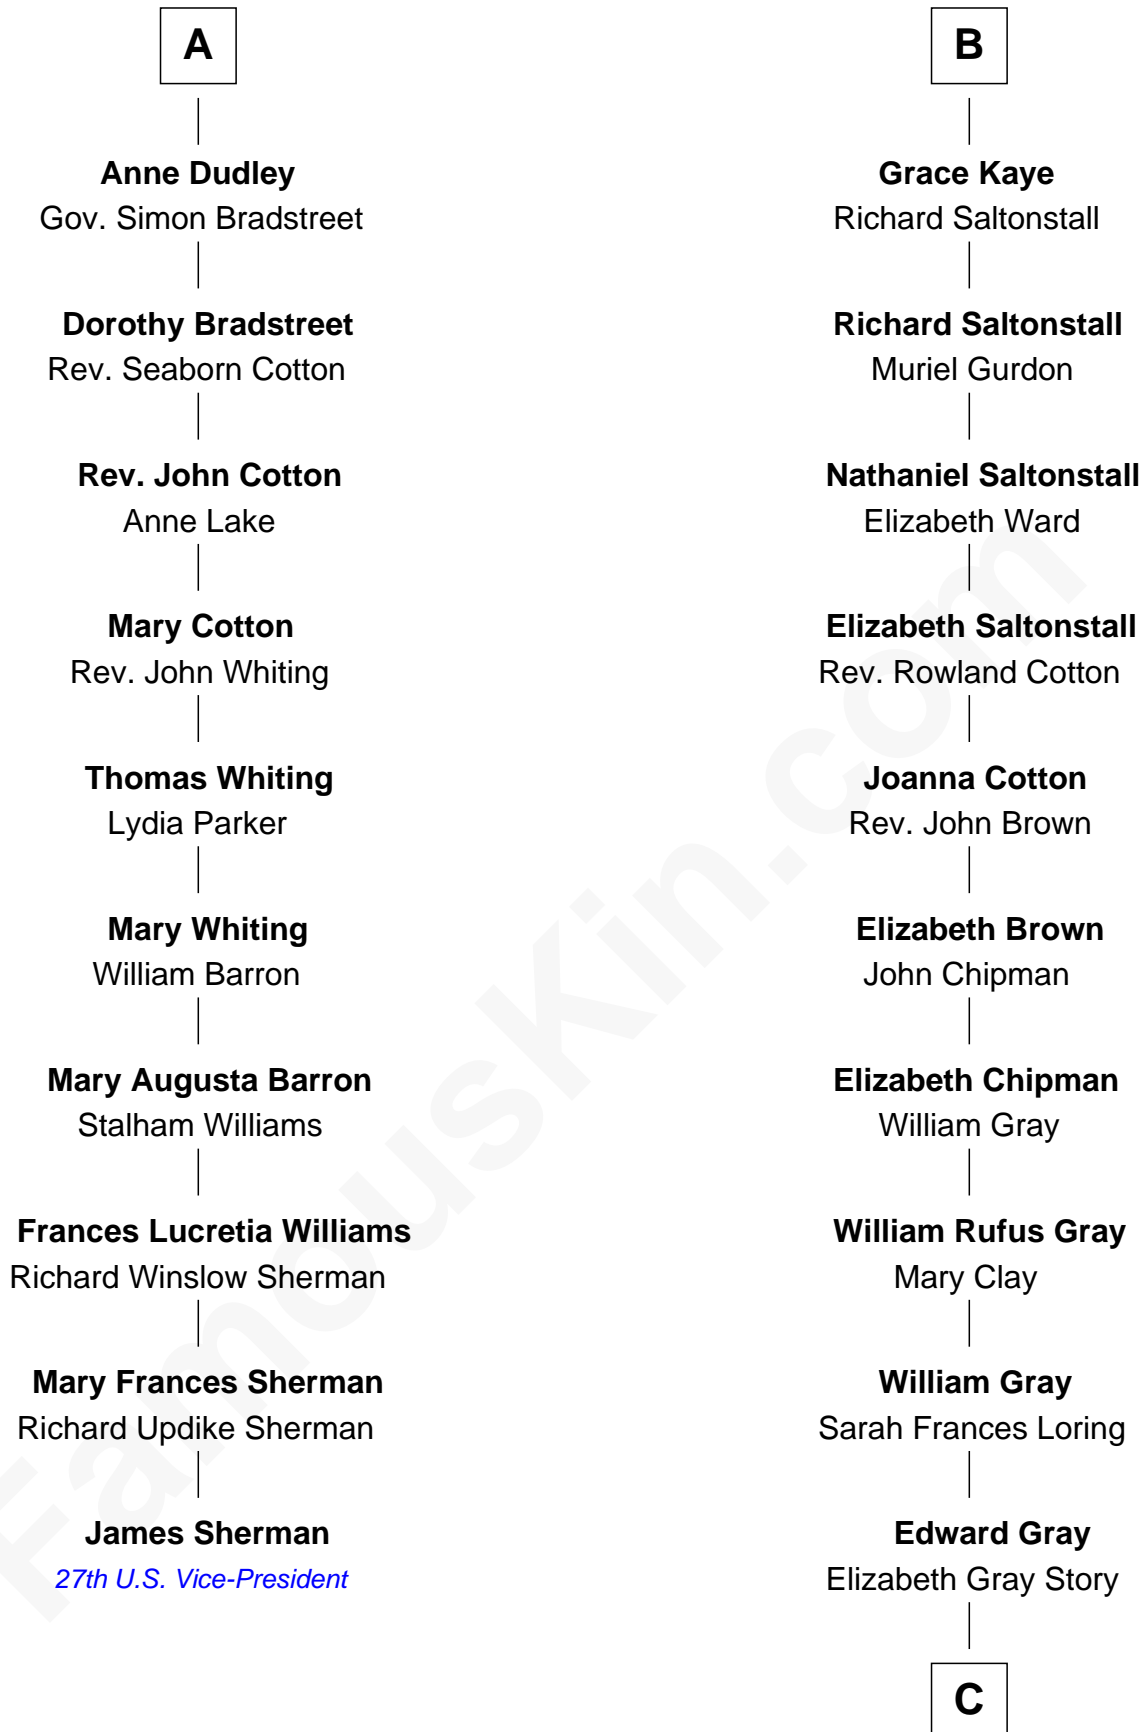 A
Anne Dudley
Gov. Simon Bradstreet
Dorothy Bradstreet
Rev. Seaborn Cotton
Rev. John Cotton
Anne Lake
Mary Cotton
Rev. John Whiting
Thomas Whiting
Lydia Parker
Mary Whiting
William Barron
Mary Augusta Barron
Stalham Williams
Frances Lucretia Williams
Richard Winslow Sherman
Mary Frances Sherman
Richard Updike Sherman
James Sherman
27th U.S. Vice-President
B
Grace Kaye
Richard Saltonstall
Richard Saltonstall
Muriel Gurdon
Nathaniel Saltonstall
Elizabeth Ward
Elizabeth Saltonstall
Rev. Rowland Cotton
Joanna Cotton
Rev. John Brown
Elizabeth Brown
John Chipman
Elizabeth Chipman
William Gray
William Rufus Gray
Mary Clay
William Gray
Sarah Frances Loring
Edward Gray
Elizabeth Gray Story
C
FamousKin.com